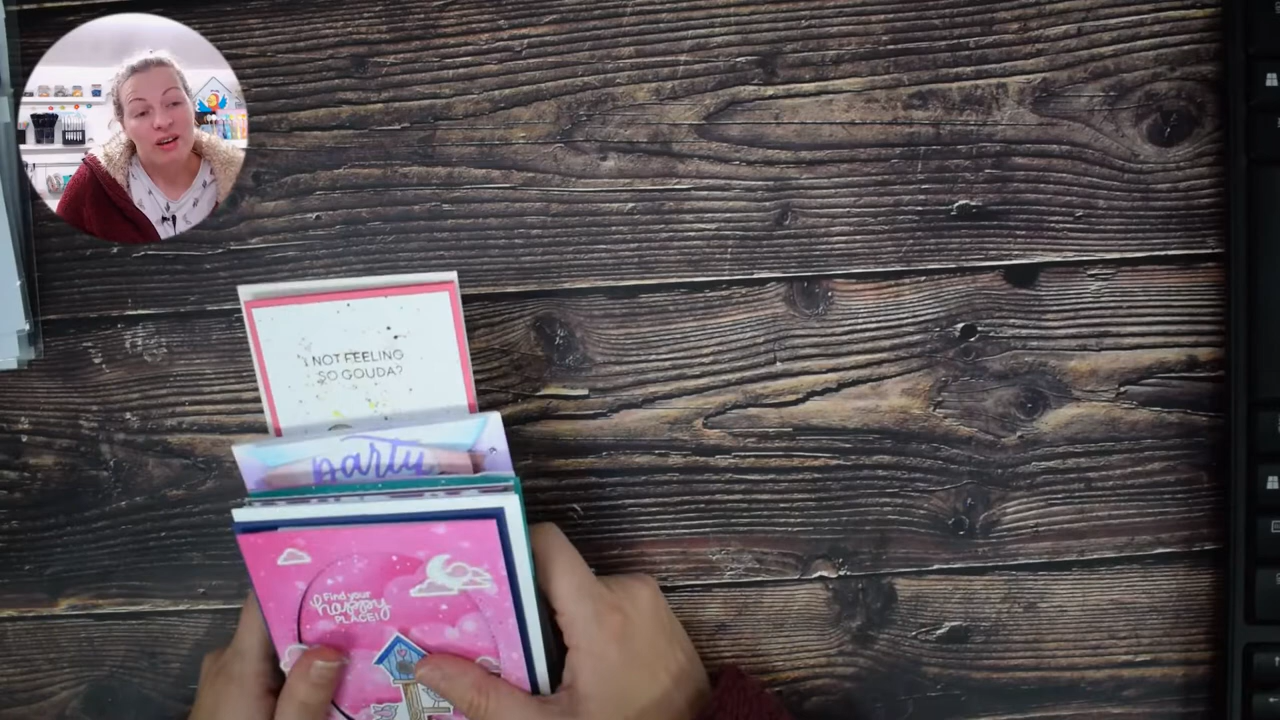 NOT FEELING
SO GOUDA?
party
Find your
happy
PLACE!